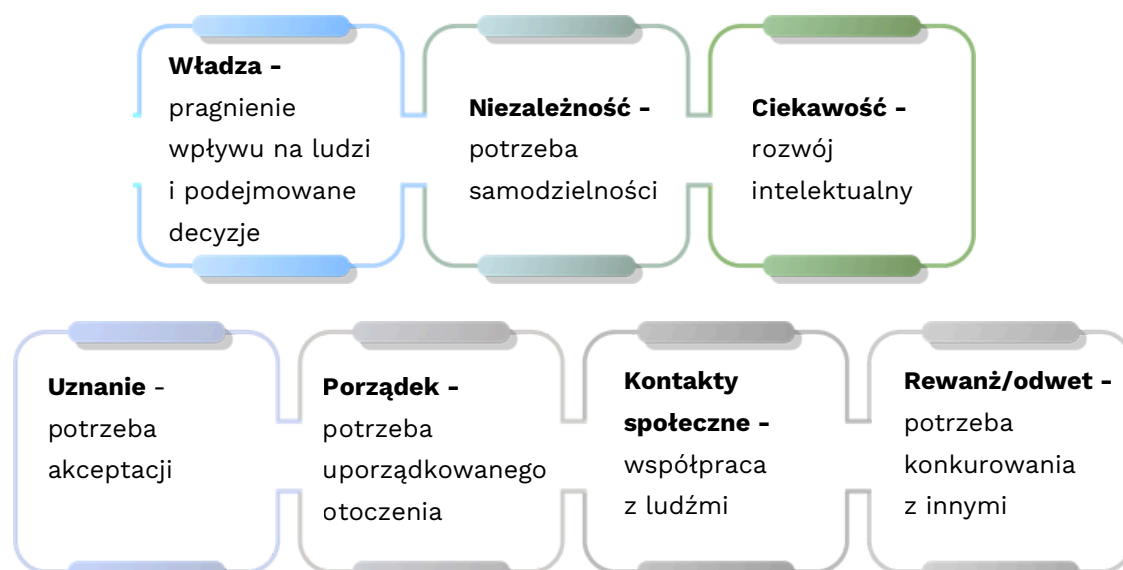 Władza -
pragnienie
wpływu na ludzi
i podejmowane
decyzje
Niezależność -
potrzeba
samodzielności
Ciekawość -
rozwój
intelektualny
Uznanie -
potrzeba
akceptacji
Porządek -
potrzeba
uporządkowanego
otoczenia
Kontakty
społeczne -
współpraca
z ludźmi
Rewanż/odwet -
potrzeba
konkurowania
z innymi